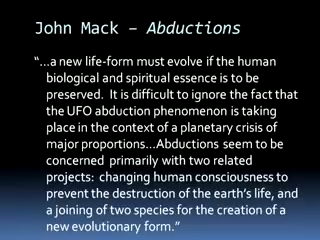 John Mack – Abductions
“…a new life-form must evolve if the human
biological and spiritual essence is to be
preserved.  It is difficult to ignore the fact that
the UFO abduction phenomenon is taking
place in the context of a planetary crisis of
major proportions…Abductions  seem to be
concerned  primarily with two related
projects:  changing human consciousness to
prevent the destruction of the earth’s life, and
a joining of two species for the creation of a
new evolutionary form.”